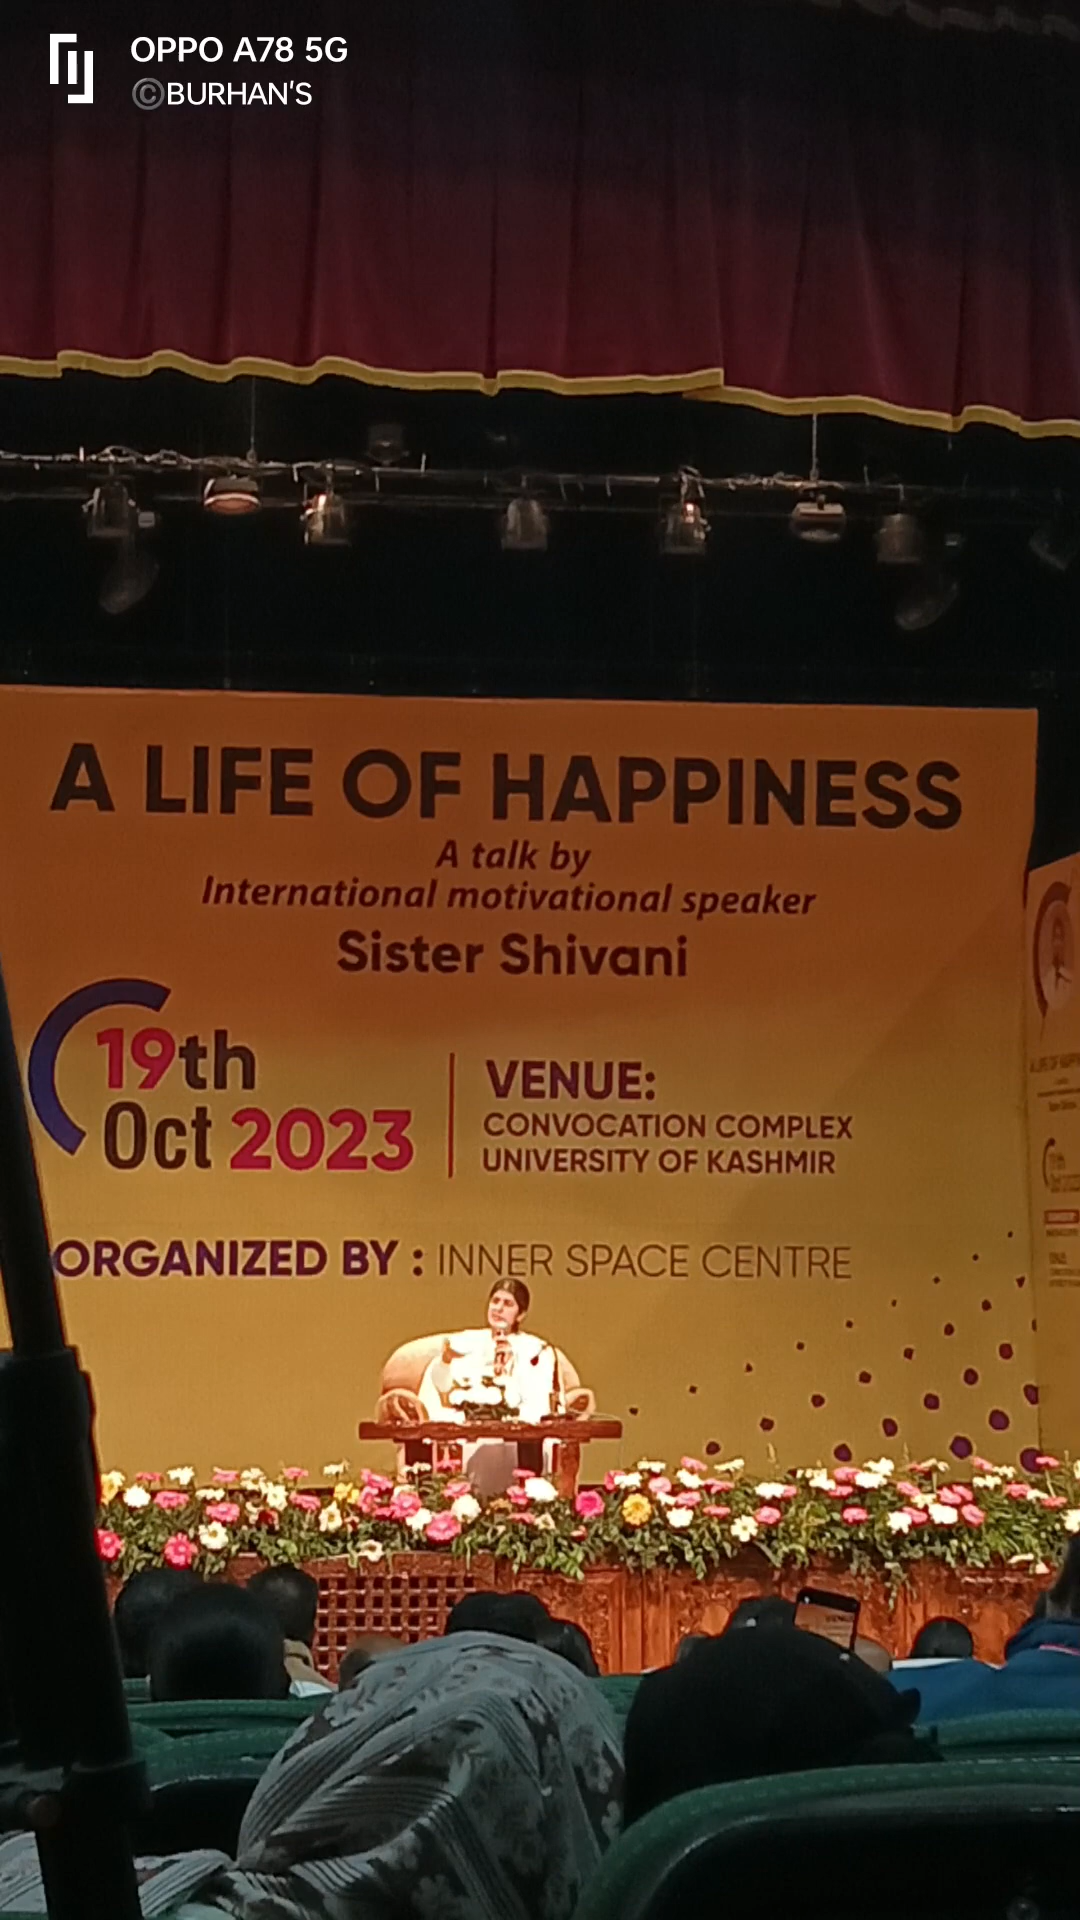 OPPO A78 5G
©BURHAN'S
A LIFE OF HAPPINESS
A talk by
International motivational speaker
Sister Shivani
19th
Oct 2023
VENUE:
CONVOCATION COMPLEX
UNIVERSITY OF KASHMIR
ORGANIZED BY : INNER SPACE CENTRE